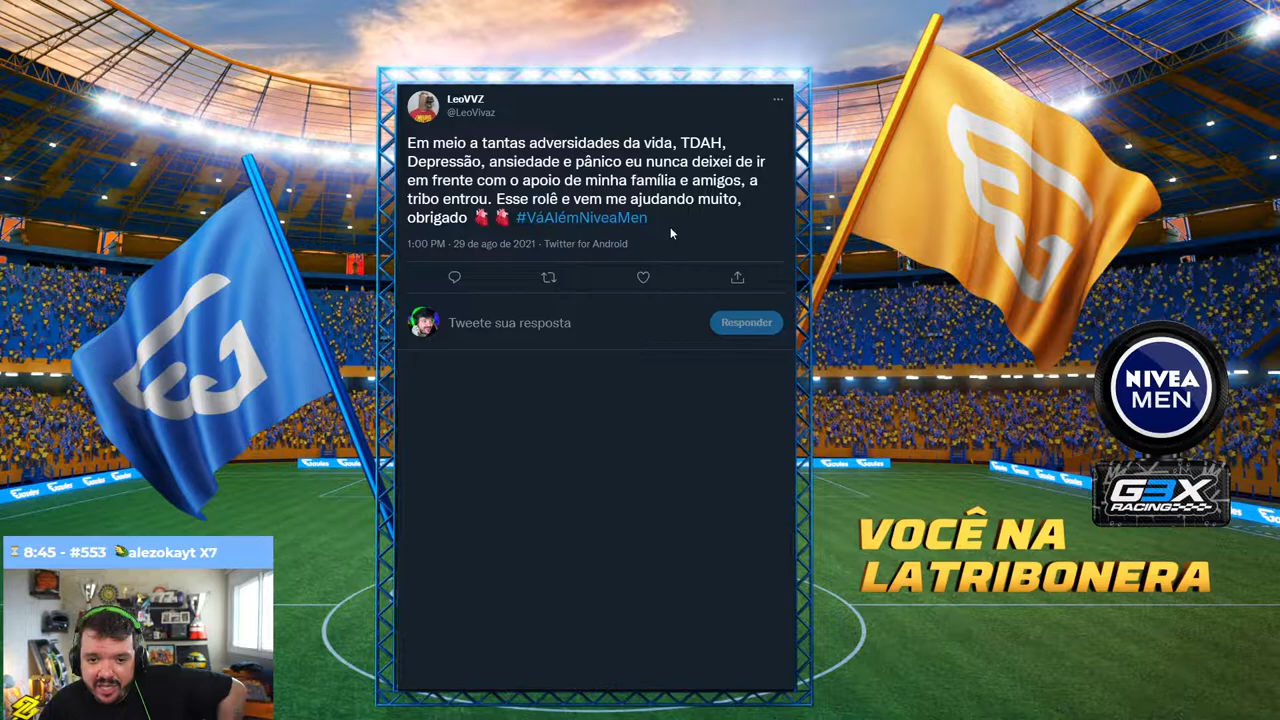 LeoVVZ
@LeoVivaz
Em meio a tantas adversidades da vida, TDAH,
Depressão, ansiedade e pânico eu nunca deixei de ir
em frente com o apoio de minha família e amigos, a
tribo entrou. Esse rolê e vem me ajudando muito,
obrigado 🫀 🫀 #VáAlémNiveaMen
1:00 PM · 29 de ago de 2021 · Twitter for Android
Tweete sua resposta
Responder
NIVEA
MEN
G3X
RACING
VOCÊ NA
LATRIBONERA
Gaules
Gaules
Gaules
8:45 - #553 alezokayt X7